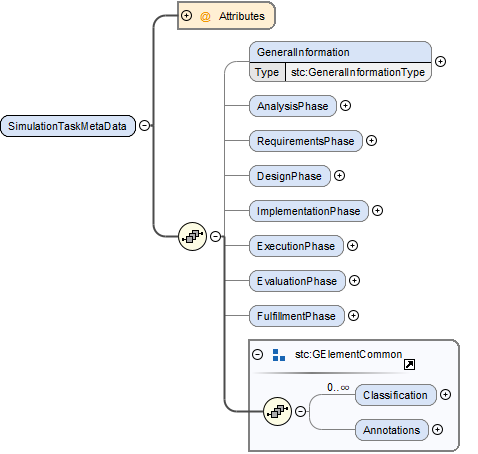 @ Attributes
GeneralInformation
Type stc:GeneralInformationType
AnalysisPhase
SimulationTaskMetaData
RequirementsPhase
DesignPhase
ImplementationPhase
ExecutionPhase
EvaluationPhase
FulfillmentPhase
stc:GElementCommon
0..∞
Classification
Annotations